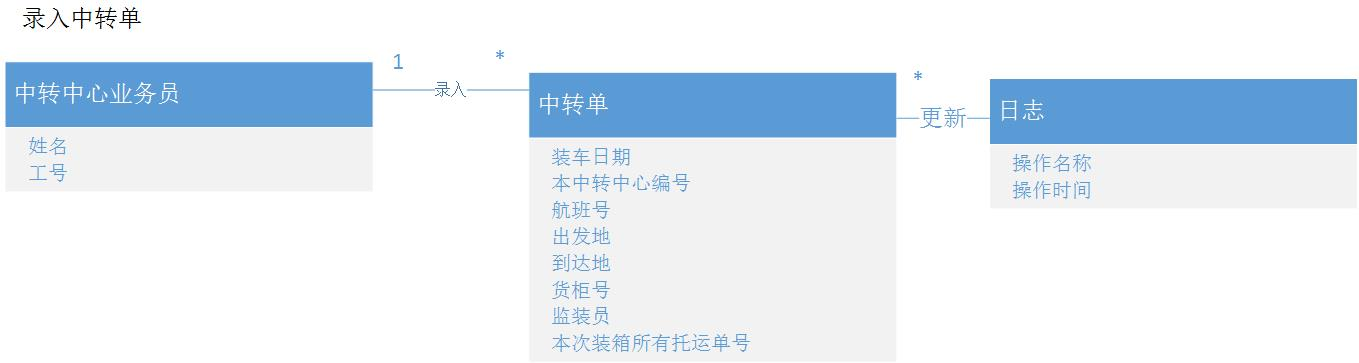 录入中转单
1
*
中转中心业务员
录入
姓名
工号
中转单
装车日期
本中转中心编号
航班号
出发地
到达地
货柜号
监装员
本次装箱所有托运单号
*
更新
日志
操作名称
操作时间